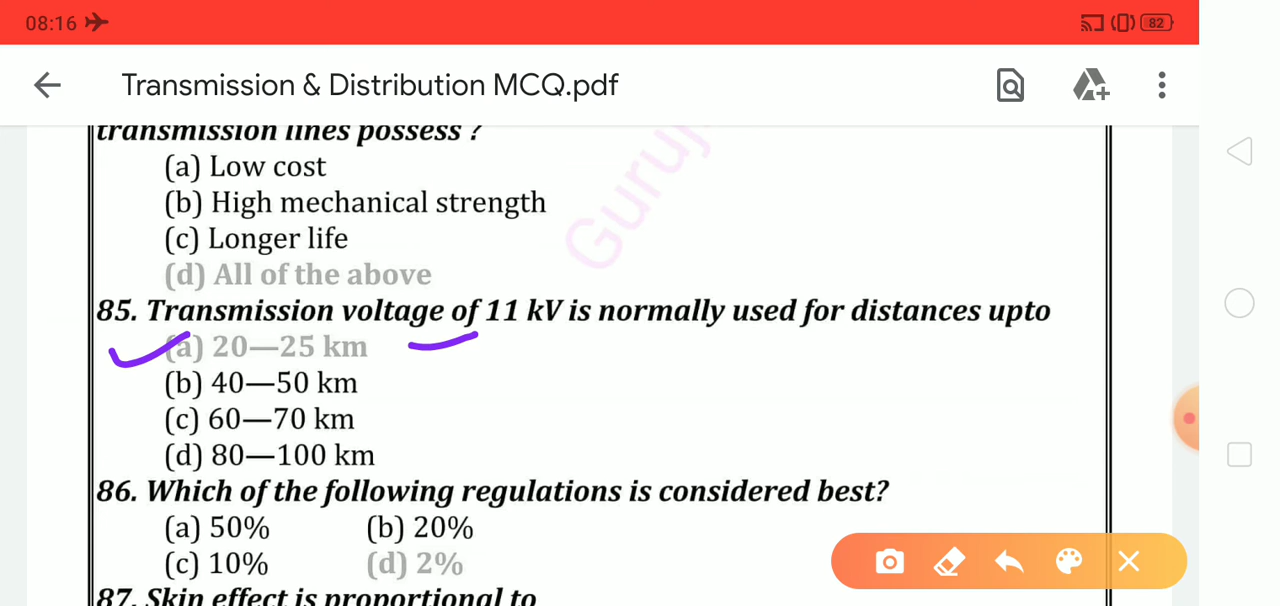 08:16
82
Transmission & Distribution MCQ.pdf
transmission lines possess ?
(a) Low cost
(b) High mechanical strength
(c) Longer life
(d) All of the above
85. Transmission voltage of 11 kV is normally used for distances upto
(a) 20—25 km
(b) 40—50 km
(c) 60—70 km
(d) 80—100 km
86. Which of the following regulations is considered best?
(a) 50% (b) 20%
(c) 10% (d) 2%
87. Skin effect is proportional to